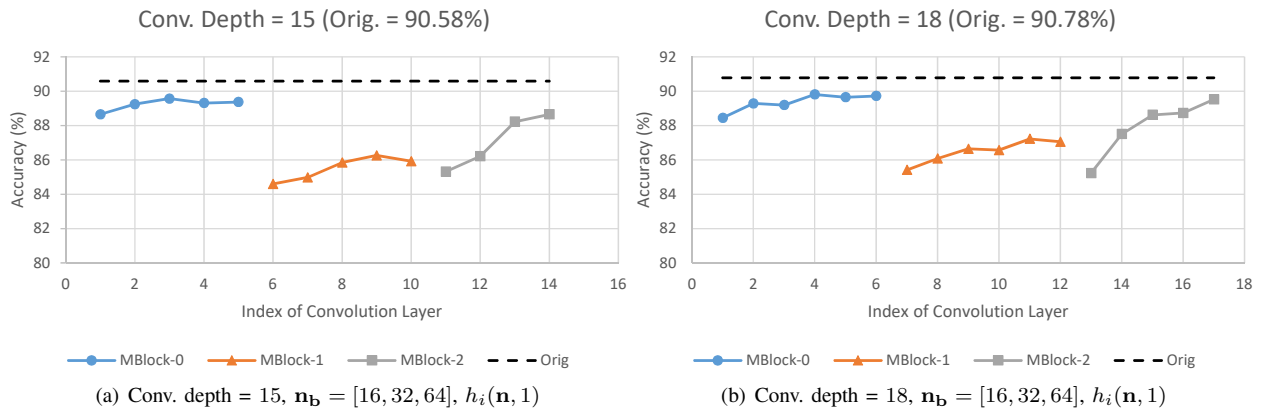 Conv. Depth = 15 (Orig. = 90.58%)
92
90
88
86
84
82
80
Accuracy (%)
0 2 4 6 8 10 12 14 16
Index of Convolution Layer
MBlock-0 MBlock-1 MBlock-2 Orig
(a) Conv. depth = 15, n_b = [16, 32, 64], h_i(n, 1)
Conv. Depth = 18 (Orig. = 90.78%)
92
90
88
86
84
82
80
Accuracy (%)
0 2 4 6 8 10 12 14 16 18
Index of Convolution Layer
MBlock-0 MBlock-1 MBlock-2 Orig
(b) Conv. depth = 18, n_b = [16, 32, 64], h_i(n, 1)